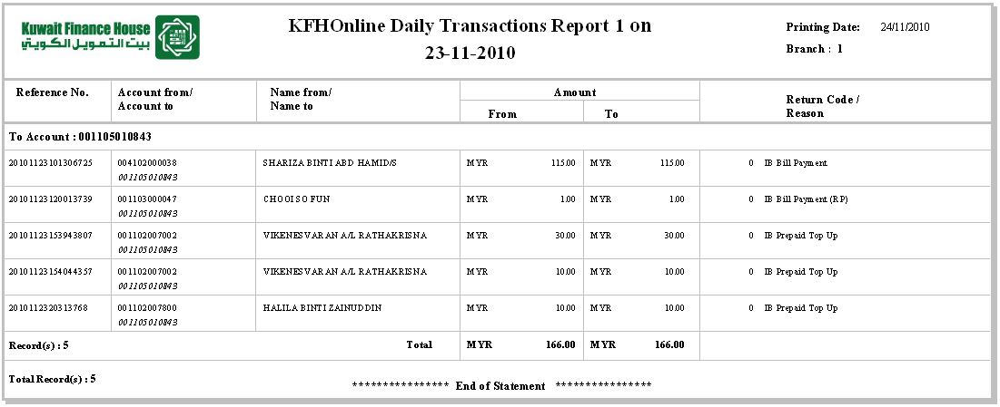 Kuwait Finance House
بيت التمويل الكويتي
KFHOnline Daily Transactions Report 1 on
23-11-2010
Printing Date: 24/11/2010
Branch : 1
Reference No. Account from/ Name from/ Amount Return Code /
Account to Name to From To Reason
To Account : 001105010843
20101123101306725 004102000038 SHARIZA BINTI ABD HAMID/S MYR 115.00 MYR 115.00 0 IB Bill Payment
001105010843
20101123120013739 001103000047 CHOOI SO FUN MYR 1.00 MYR 1.00 0 IB Bill Payment (RP)
001105010843
20101123153943807 001102007002 VIKENESVARAN A/L RATHAKRISNA MYR 30.00 MYR 30.00 0 IB Prepaid Top Up
001105010843
20101123154044357 001102007002 VIKENESVARAN A/L RATHAKRISNA MYR 10.00 MYR 10.00 0 IB Prepaid Top Up
001105010843
2010112320313768 001102007800 HALILA BINTI ZAINUDDIN MYR 10.00 MYR 10.00 0 IB Prepaid Top Up
001105010843
Record(s) : 5 Total MYR 166.00 MYR 166.00
Total Record(s) : 5
*************** End of Statement ***************